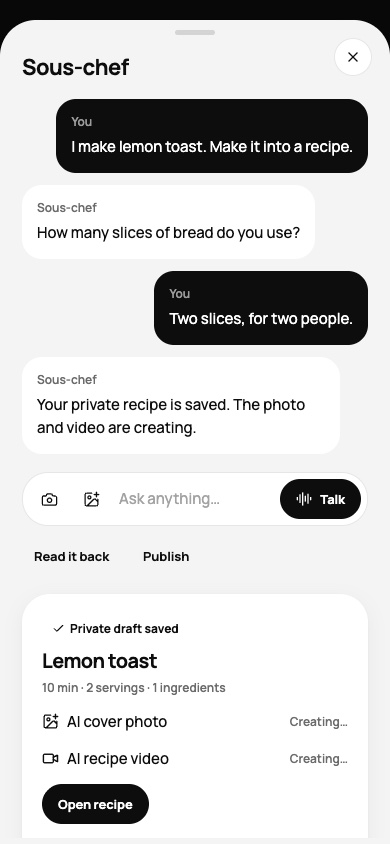 Sous-chef
You
I make lemon toast. Make it into a recipe.
Sous-chef
How many slices of bread do you use?
You
Two slices, for two people.
Sous-chef
Your private recipe is saved. The photo
and video are creating.
Ask anything…
Talk
Read it back
Publish
Private draft saved
Lemon toast
10 min · 2 servings · 1 ingredients
AI cover photo
Creating…
AI recipe video
Creating…
Open recipe